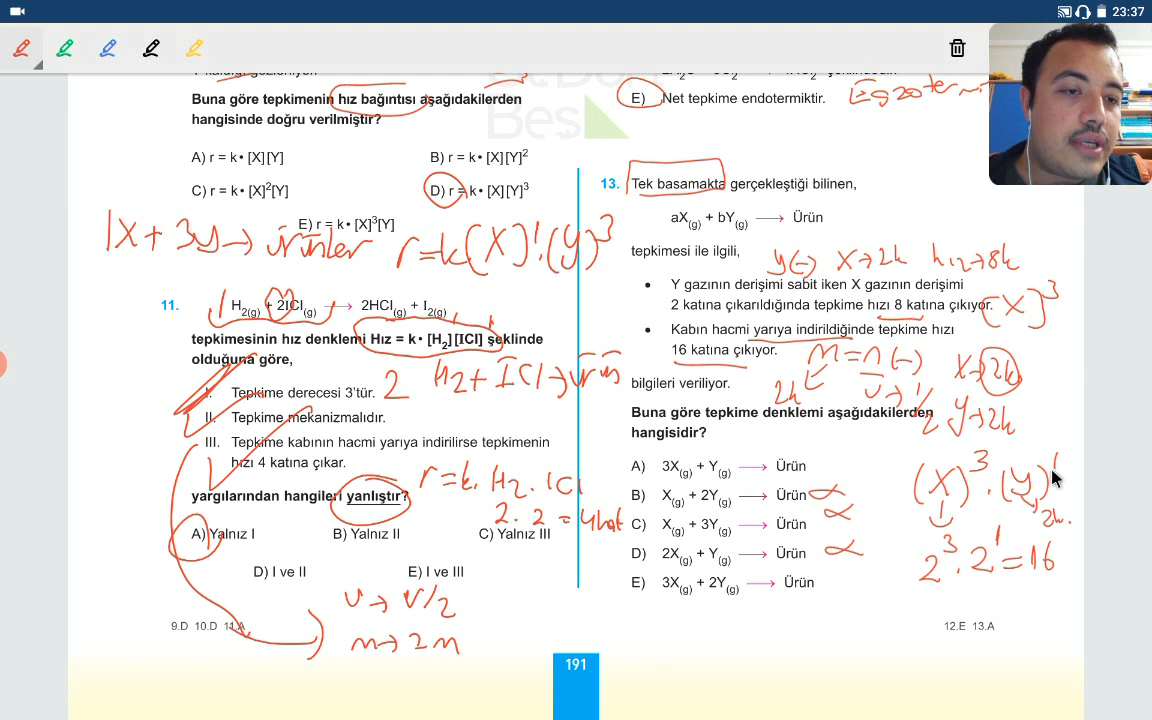 23:37
Buna göre tepkimenin hız bağıntısı aşağıdakilerden
hangisinde doğru verilmiştir?
A) r = k • [X][Y]
B) r = k • [X][Y]²
C) r = k • [X]²[Y]
D) r = k • [X][Y]³
E) r = k • [X]³[Y]
1X + 3y → ürünler r = k(X)¹.(Y)³
11. H₂(g) + 2ICl(g) → 2HCl(g) + I₂(g)
tepkimesinin hız denklemi Hız = k • [H₂][ICl] şeklinde
olduğuna göre,
H₂ + ICl → ürün
I. Tepkime derecesi 3'tür. 2
II. Tepkime mekanizmalıdır.
III. Tepkime kabının hacmi yarıya indirilirse tepkimenin
hızı 4 katına çıkar.
r = k. H₂. ICl
yargılarından hangileri yanlıştır?
2. 2 = 4 kat
A) Yalnız I
B) Yalnız II
C) Yalnız III
D) I ve II
E) I ve III
v → v/2
m → 2m
9.D 10.D 11.A
E) Net tepkime endotermiktir.
13. Tek basamakta gerçekleştiği bilinen,
aX(g) + bY(g) → Ürün
tepkimesi ile ilgili,
y(-) x → 2k hız → 8k
• Y gazının derişimi sabit iken X gazının derişimi
2 katına çıkarıldığında tepkime hızı 8 katına çıkıyor. (X)³
• Kabın hacmi yarıya indirildiğinde tepkime hızı
16 katına çıkıyor.
M = n (-)
v → 1/2
2k
x → 2k
y → 2k
bilgileri veriliyor.
Buna göre tepkime denklemi aşağıdakilerden
hangisidir?
A) 3X(g) + Y(g) → Ürün
B) X(g) + 2Y(g) → Ürün
C) X(g) + 3Y(g) → Ürün
D) 2X(g) + Y(g) → Ürün
E) 3X(g) + 2Y(g) → Ürün
(X)³.(y)¹
2k.
2³. 2¹ = 16
12.E 13.A
191